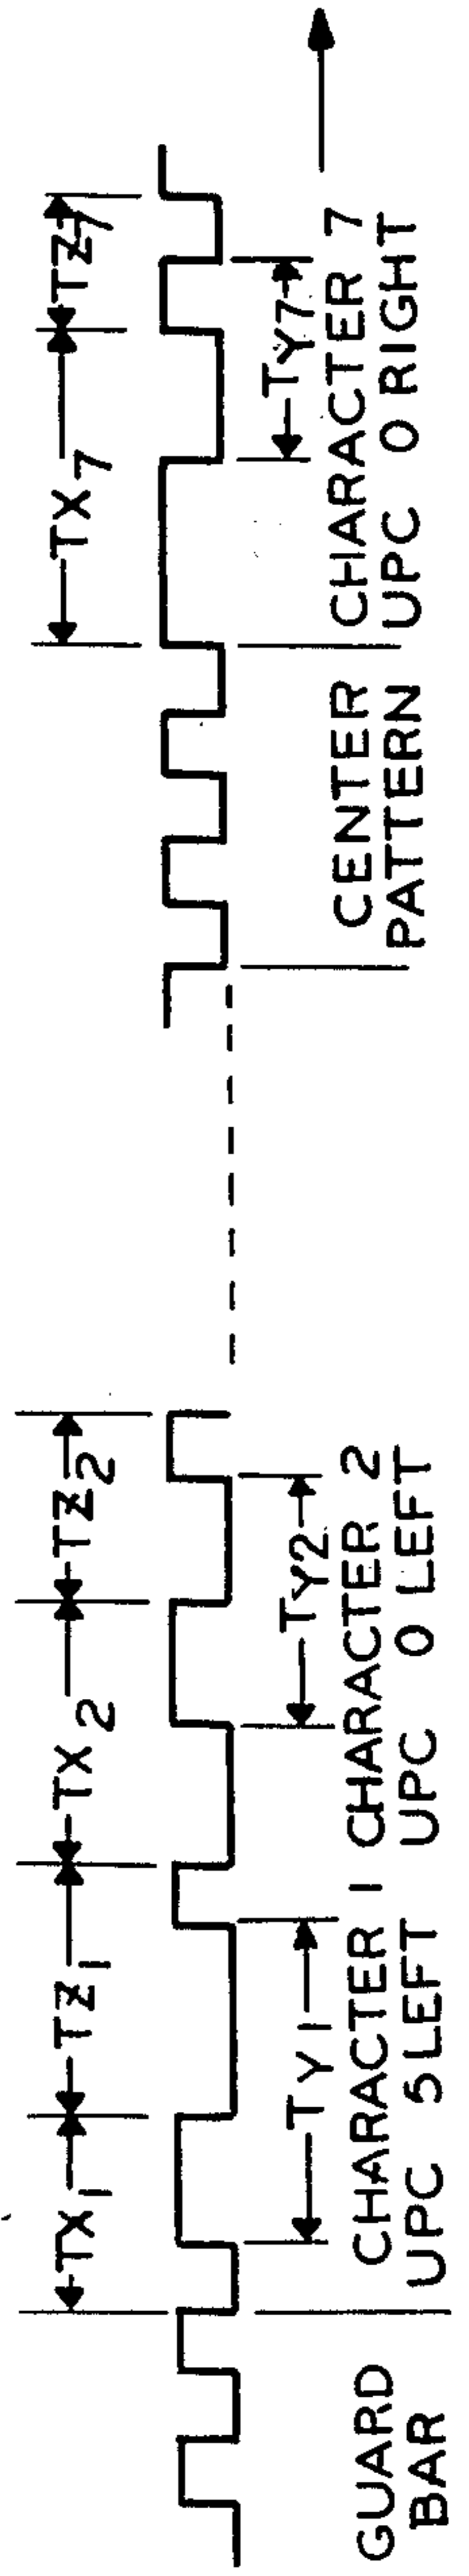 TX1 TZ1 TX2 TZ2 TX7 TZ7
TY1 TY2 TY7
GUARD BAR
CHARACTER 1
UPC 5 LEFT
CHARACTER 2
UPC 0 LEFT
CENTER
PATTERN
CHARACTER 7
UPC 0 RIGHT